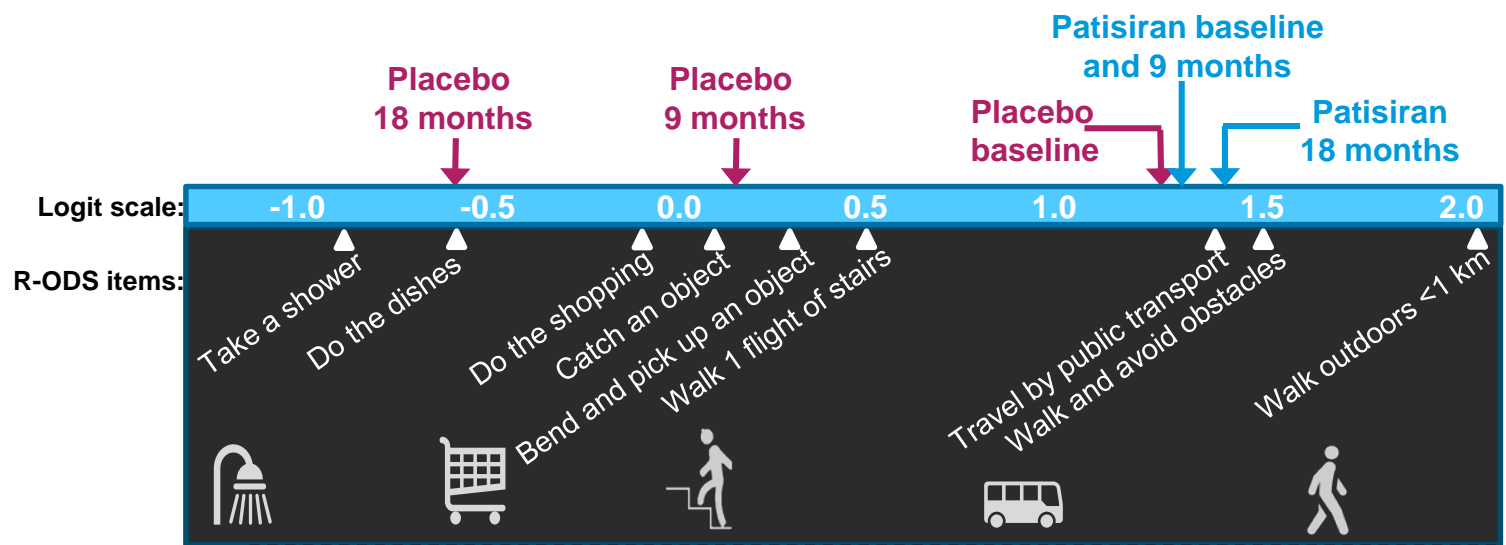 Patisiran baseline
and 9 months
Placebo
18 months
Placebo
9 months
Placebo
baseline
Patisiran
18 months
Logit scale:
-1.0 -0.5 0.0 0.5 1.0 1.5 2.0
R-ODS items:
Take a shower
Do the dishes
Do the shopping
Catch an object
Bend and pick up an object
Walk 1 flight of stairs
Travel by public transport
Walk and avoid obstacles
Walk outdoors <1 km